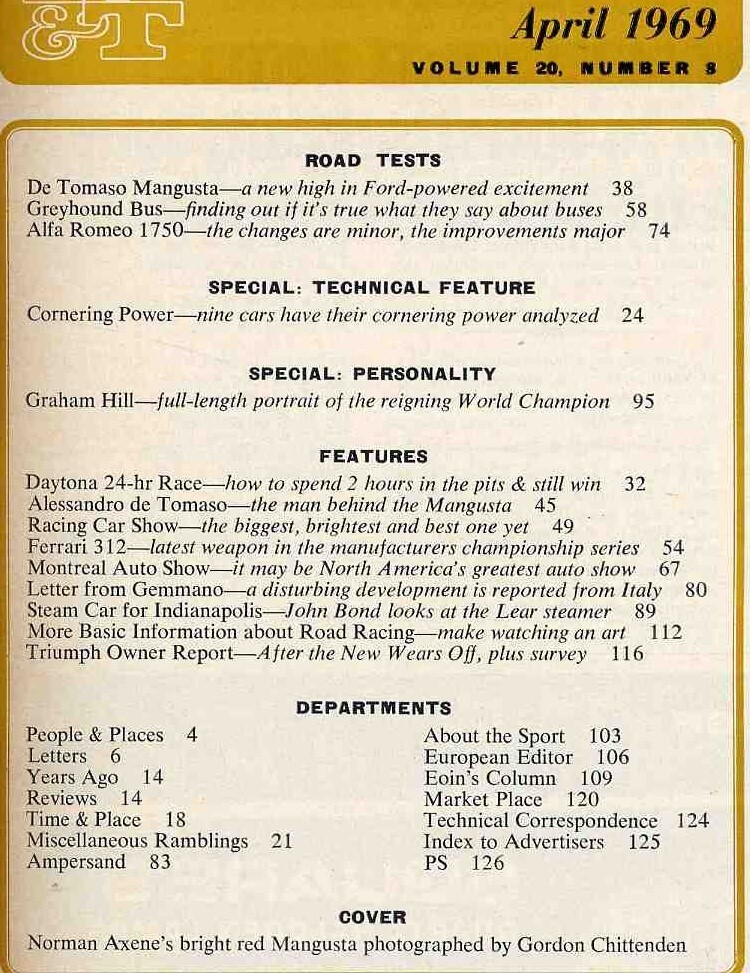 &T
April 1969
VOLUME 20, NUMBER 8
ROAD TESTS
De Tomaso Mangusta—a new high in Ford-powered excitement 38
Greyhound Bus—finding out if it's true what they say about buses 58
Alfa Romeo 1750—the changes are minor, the improvements major 74
SPECIAL: TECHNICAL FEATURE
Cornering Power—nine cars have their cornering power analyzed 24
SPECIAL: PERSONALITY
Graham Hill—full-length portrait of the reigning World Champion 95
FEATURES
Daytona 24-hr Race—how to spend 2 hours in the pits & still win 32
Alessandro de Tomaso—the man behind the Mangusta 45
Racing Car Show—the biggest, brightest and best one yet 49
Ferrari 312—latest weapon in the manufacturers championship series 54
Montreal Auto Show—it may be North America's greatest auto show 67
Letter from Gemmano—a disturbing development is reported from Italy 80
Steam Car for Indianapolis—John Bond looks at the Lear steamer 89
More Basic Information about Road Racing—make watching an art 112
Triumph Owner Report—After the New Wears Off, plus survey 116
DEPARTMENTS
People & Places 4
Letters 6
Years Ago 14
Reviews 14
Time & Place 18
Miscellaneous Ramblings 21
Ampersand 83
About the Sport 103
European Editor 106
Eoin's Column 109
Market Place 120
Technical Correspondence 124
Index to Advertisers 125
PS 126
COVER
Norman Axene's bright red Mangusta photographed by Gordon Chittenden